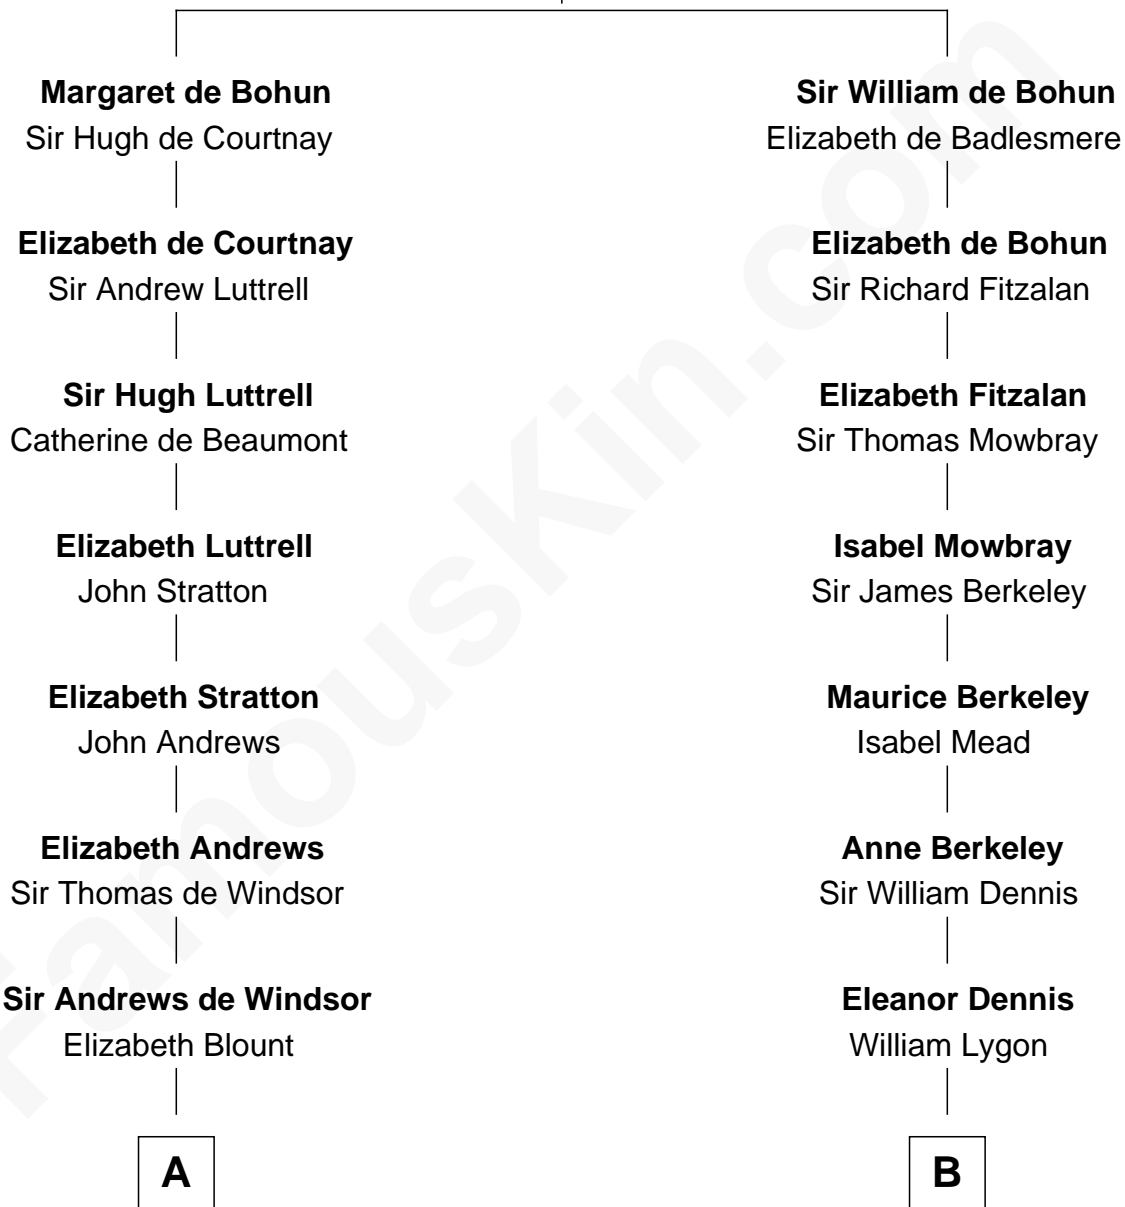 Margaret de Bohun
Sir Hugh de Courtnay
Elizabeth de Courtnay
Sir Andrew Luttrell
Sir Hugh Luttrell
Catherine de Beaumont
Elizabeth Luttrell
John Stratton
Elizabeth Stratton
John Andrews
Elizabeth Andrews
Sir Thomas de Windsor
Sir Andrews de Windsor
Elizabeth Blount
A
Sir William de Bohun
Elizabeth de Badlesmere
Elizabeth de Bohun
Sir Richard Fitzalan
Elizabeth Fitzalan
Sir Thomas Mowbray
Isabel Mowbray
Sir James Berkeley
Maurice Berkeley
Isabel Mead
Anne Berkeley
Sir William Dennis
Eleanor Dennis
William Lygon
B
FamousKin.com